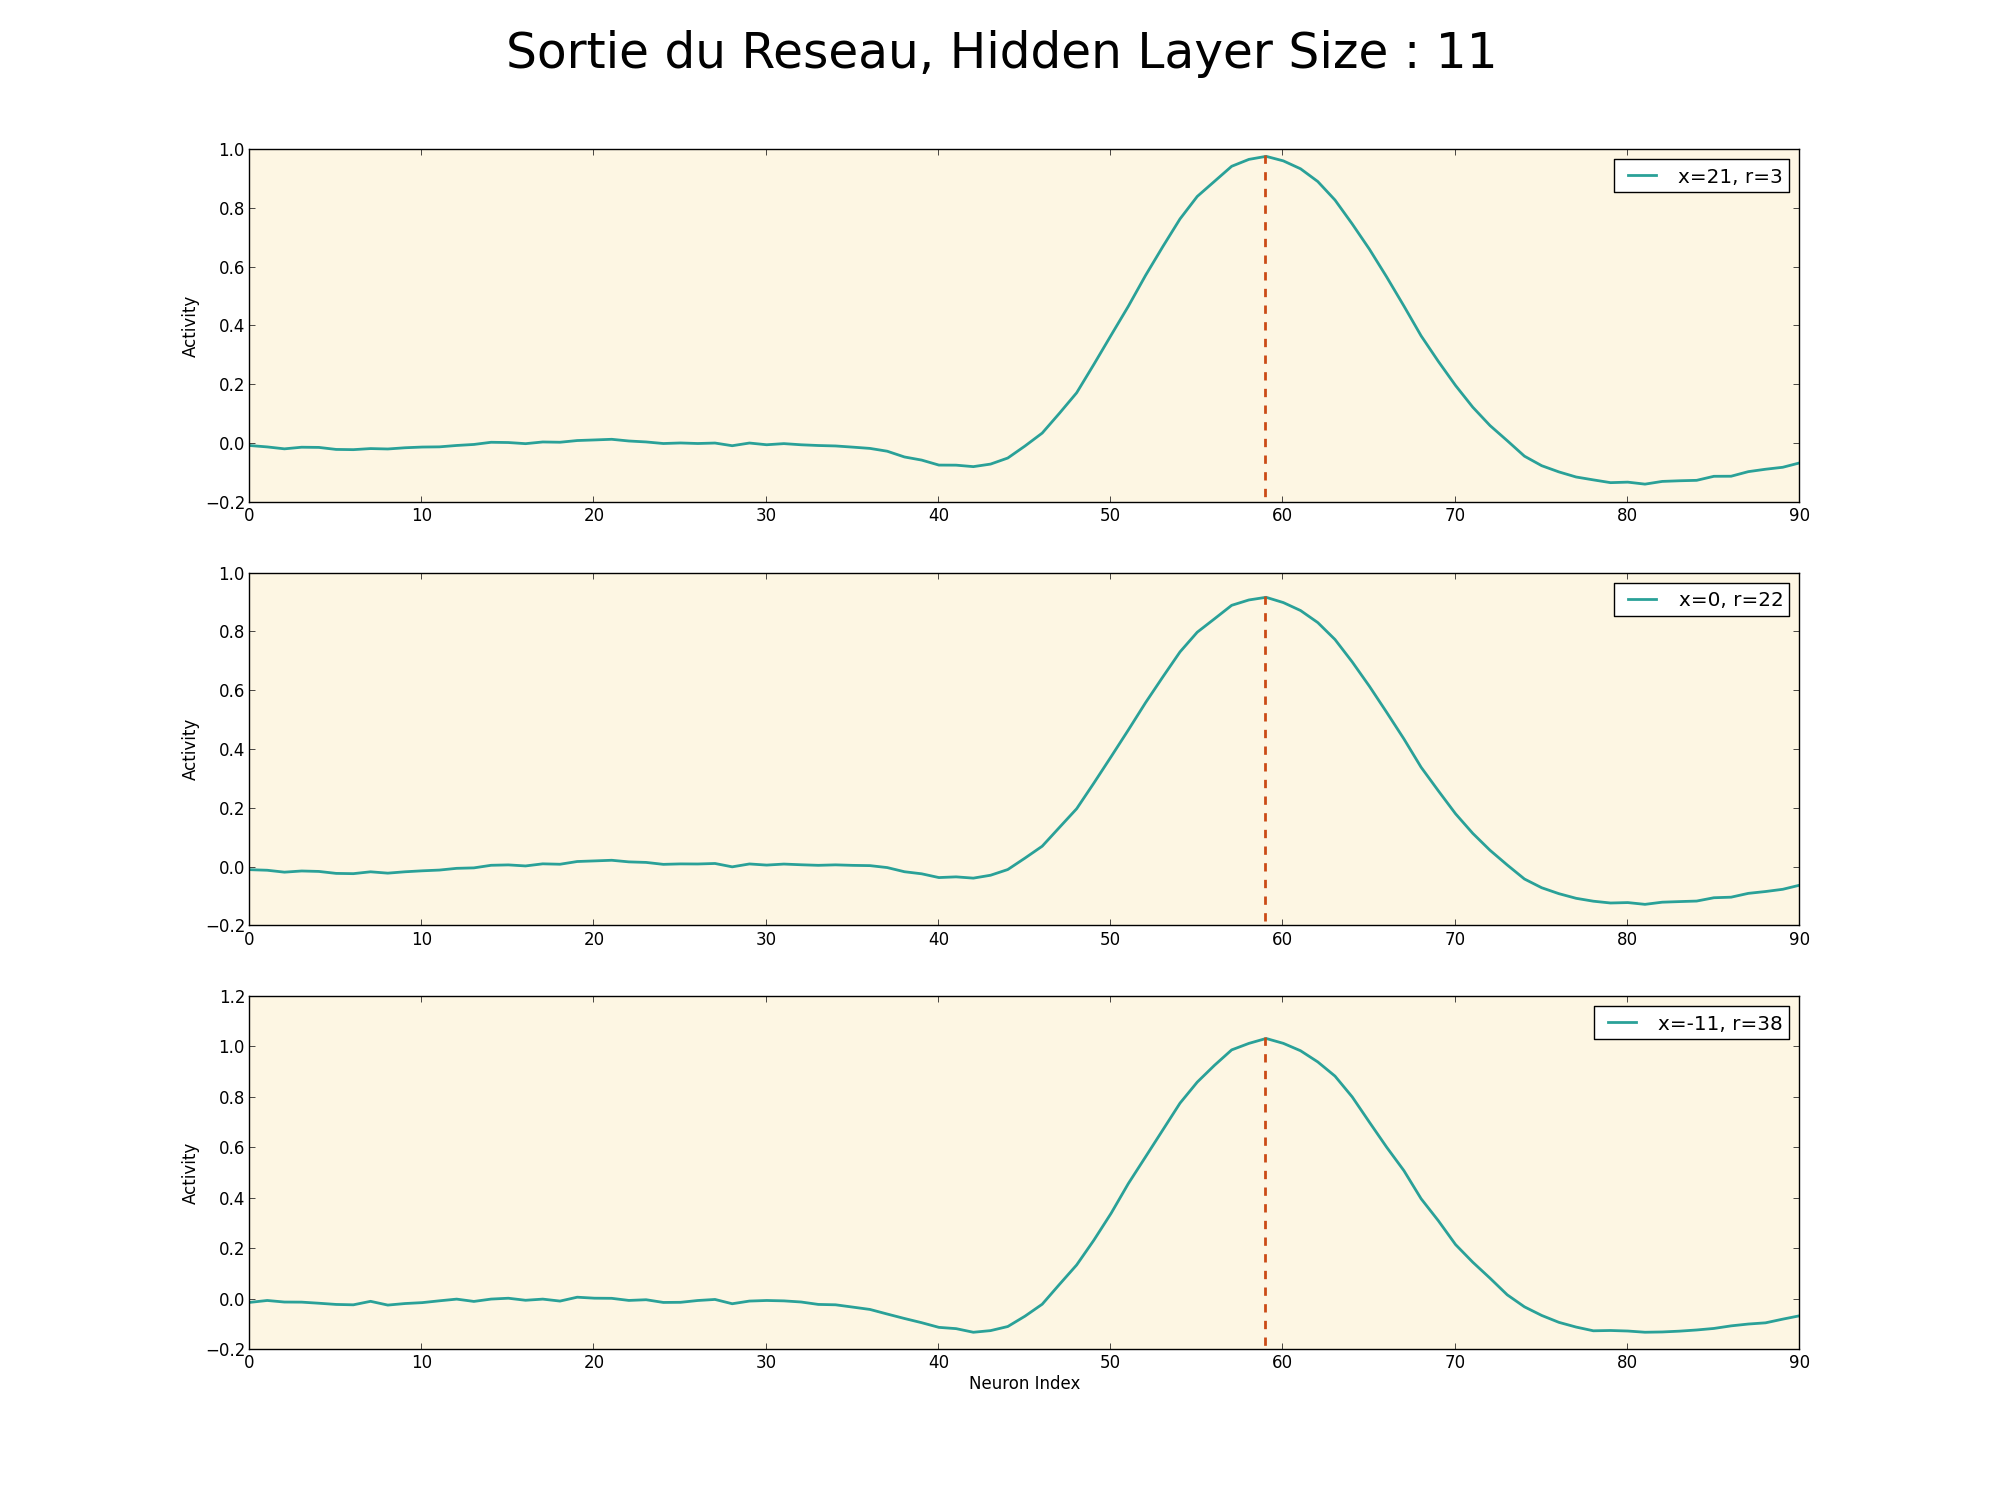 Sortie du Reseau, Hidden Layer Size : 11
1.0
0.8
0.6
0.4
0.2
0.0
−0.2
Activity
x=21, r=3
0 10 20 30 40 50 60 70 80 90
1.0
0.8
0.6
0.4
0.2
0.0
−0.2
Activity
x=0, r=22
0 10 20 30 40 50 60 70 80 90
1.2
1.0
0.8
0.6
0.4
0.2
0.0
−0.2
Activity
x=-11, r=38
0 10 20 30 40 50 60 70 80 90
Neuron Index